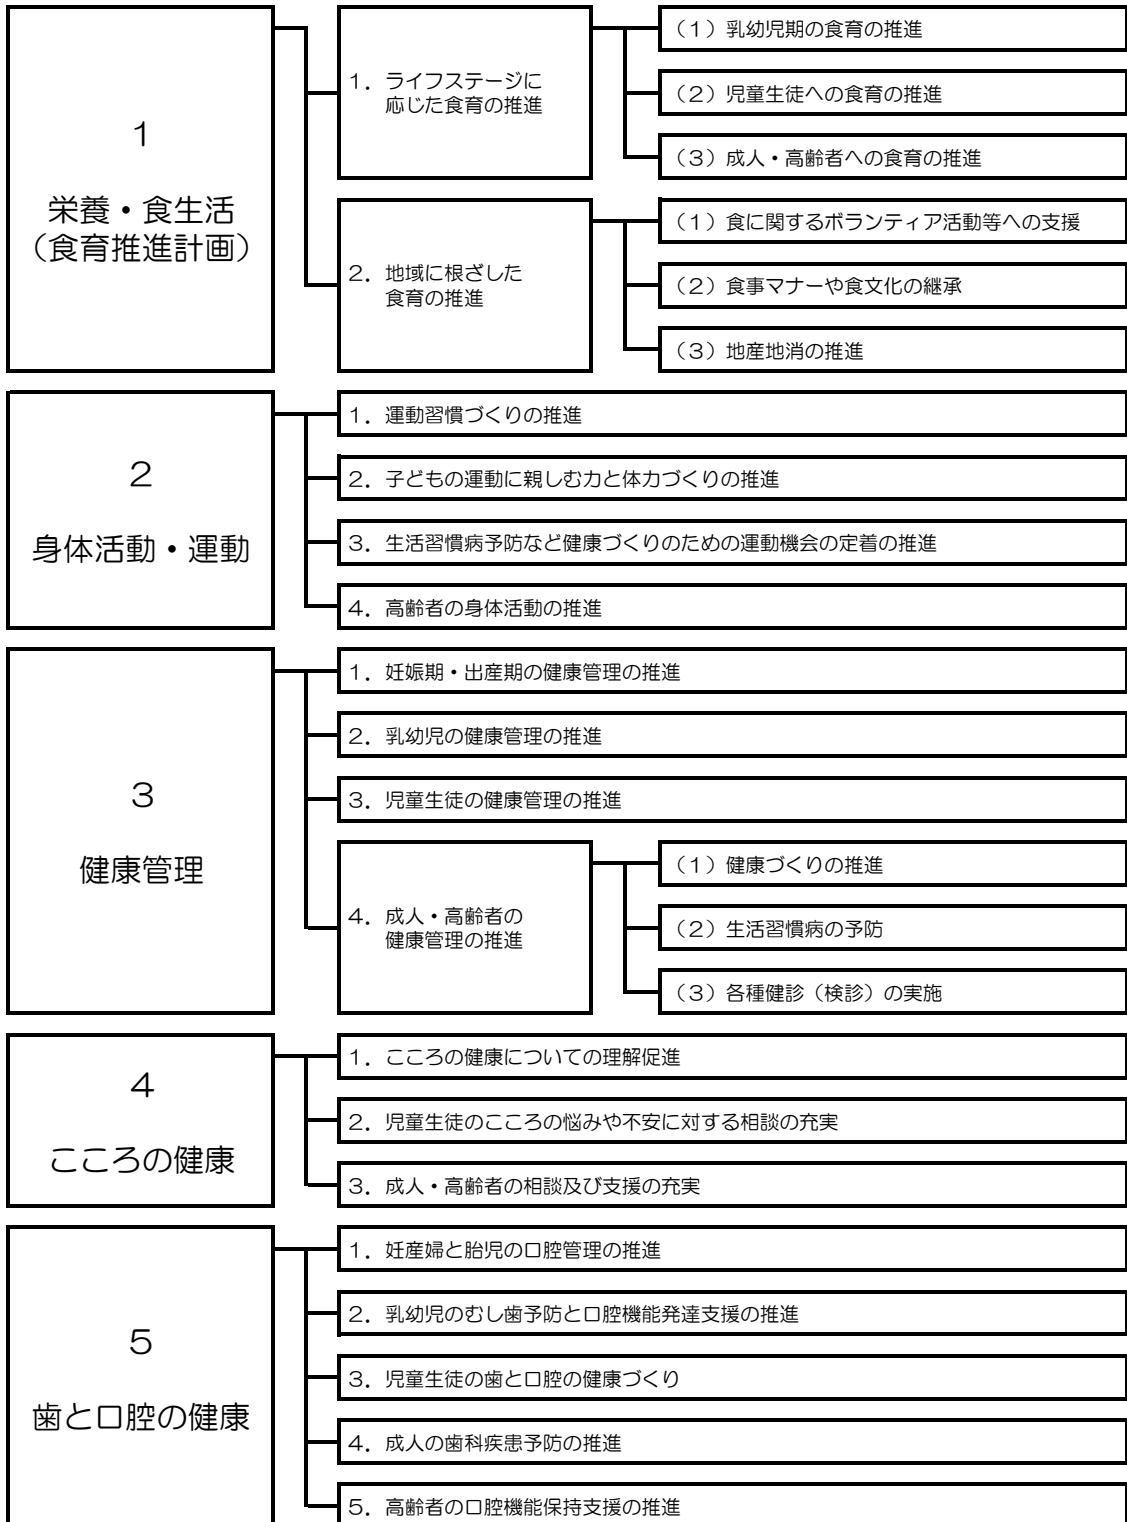 1
栄養・食生活
（食育推進計画）
1．ライフステージに
応じた食育の推進
（1）乳幼児期の食育の推進
（2）児童生徒への食育の推進
（3）成人・高齢者への食育の推進
2．地域に根ざした
食育の推進
（1）食に関するボランティア活動等への支援
（2）食事マナーや食文化の継承
（3）地産地消の推進
2
身体活動・運動
1．運動習慣づくりの推進
2．子どもの運動に親しむ力と体力づくりの推進
3．生活習慣病予防など健康づくりのための運動機会の定着の推進
4．高齢者の身体活動の推進
3
健康管理
1．妊娠期・出産期の健康管理の推進
2．乳幼児の健康管理の推進
3．児童生徒の健康管理の推進
4．成人・高齢者の
健康管理の推進
（1）健康づくりの推進
（2）生活習慣病の予防
（3）各種健診（検診）の実施
4
こころの健康
1．こころの健康についての理解促進
2．児童生徒のこころの悩みや不安に対する相談の充実
3．成人・高齢者の相談及び支援の充実
5
歯と口腔の健康
1．妊産婦と胎児の口腔管理の推進
2．乳幼児のむし歯予防と口腔機能発達支援の推進
3．児童生徒の歯と口腔の健康づくり
4．成人の歯科疾患予防の推進
5．高齢者の口腔機能保持支援の推進